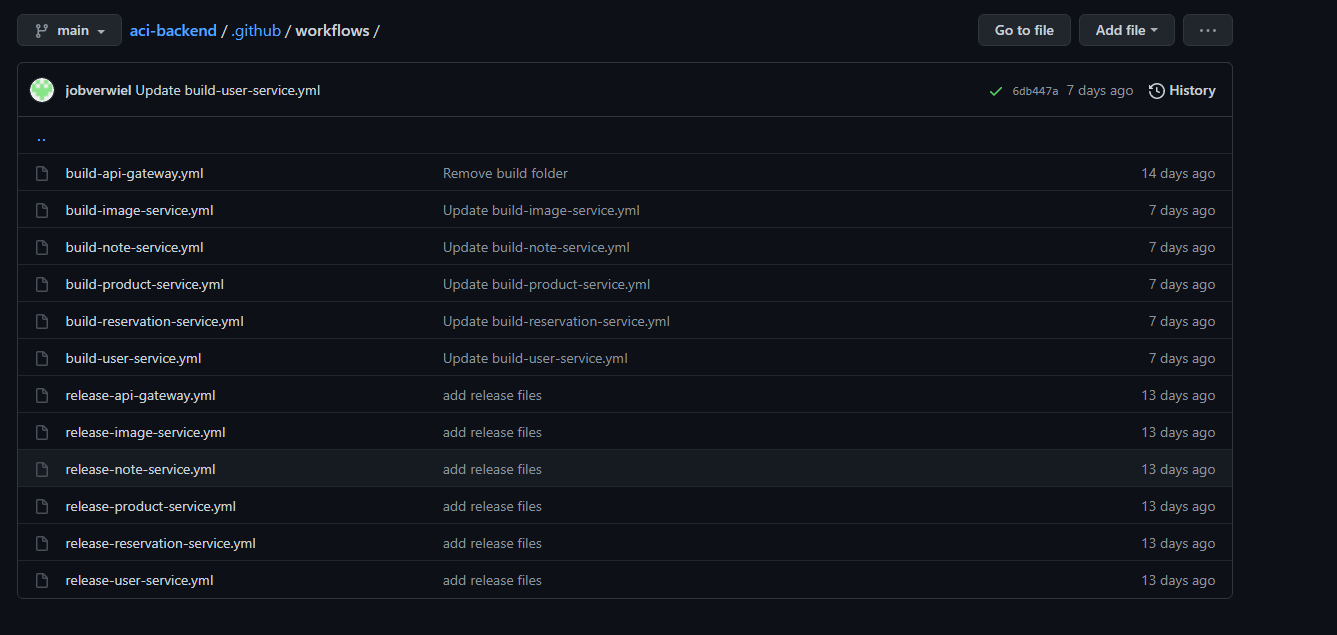 main aci-backend / .github / workflows / Go to file Add file ···
jobverwiel Update build-user-service.yml 6db447a 7 days ago History
..
build-api-gateway.yml Remove build folder 14 days ago
build-image-service.yml Update build-image-service.yml 7 days ago
build-note-service.yml Update build-note-service.yml 7 days ago
build-product-service.yml Update build-product-service.yml 7 days ago
build-reservation-service.yml Update build-reservation-service.yml 7 days ago
build-user-service.yml Update build-user-service.yml 7 days ago
release-api-gateway.yml add release files 13 days ago
release-image-service.yml add release files 13 days ago
release-note-service.yml add release files 13 days ago
release-product-service.yml add release files 13 days ago
release-reservation-service.yml add release files 13 days ago
release-user-service.yml add release files 13 days ago